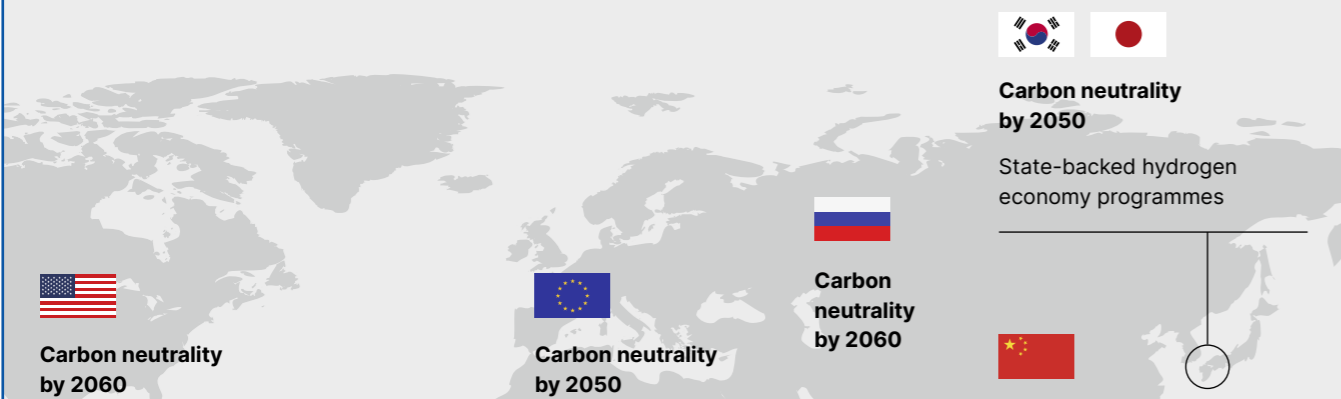 Carbon neutrality
by 2050
State-backed hydrogen
economy programmes
Carbon
neutrality
by 2060
Carbon neutrality
by 2060
Carbon neutrality
by 2050